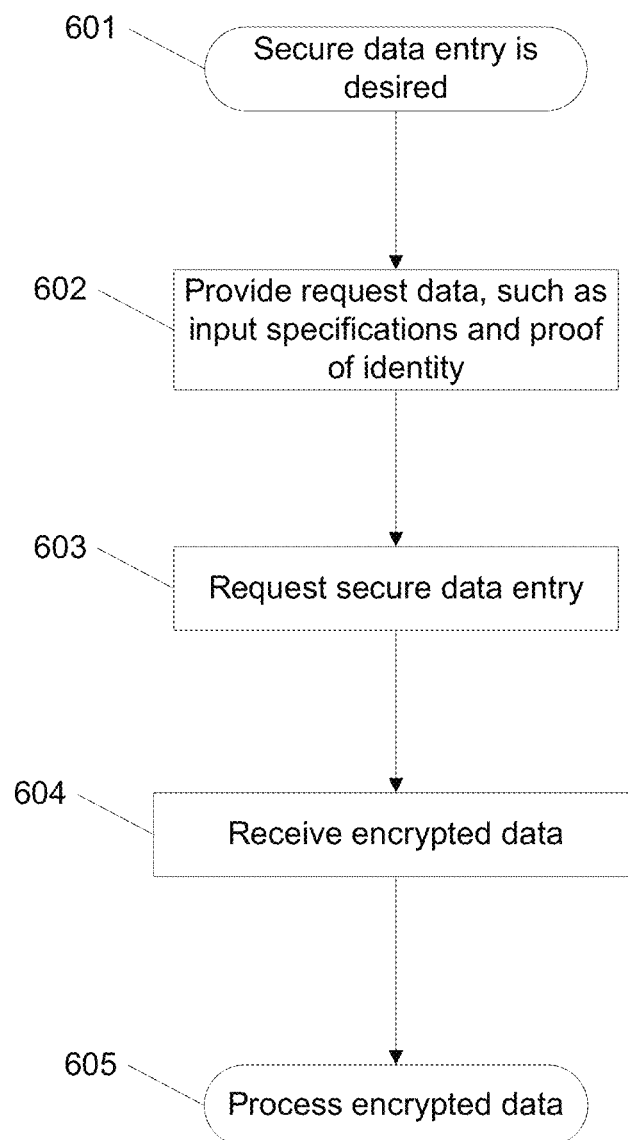 601
Secure data entry is
desired
602
Provide request data, such as
input specifications and proof
of identity
603
Request secure data entry
604
Receive encrypted data
605
Process encrypted data